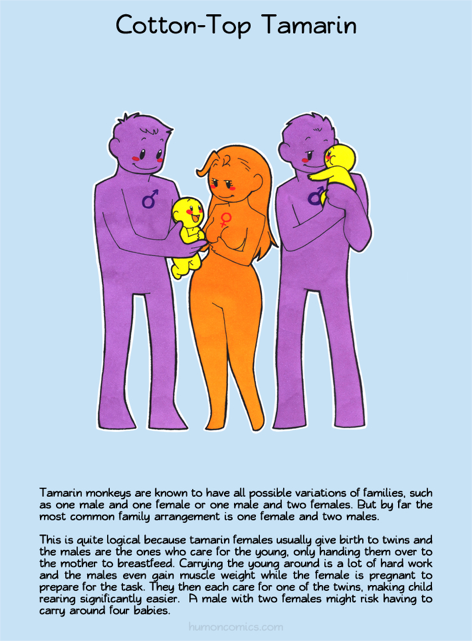 Cotton-Top Tamarin
Tamarin monkeys are known to have all possible variations of families, such
as one male and one female or one male and two females. But by far the
most common family arrangement is one female and two males.
This is quite logical because tamarin females usually give birth to twins and
the males are the ones who care for the young, only handing them over to
the mother to breastfeed. Carrying the young around is a lot of hard work
and the males even gain muscle weight while the female is pregnant to
prepare for the task. They then each care for one of the twins, making child
rearing significantly easier. A male with two females might risk having to
carry around four babies.
humoncomics.com